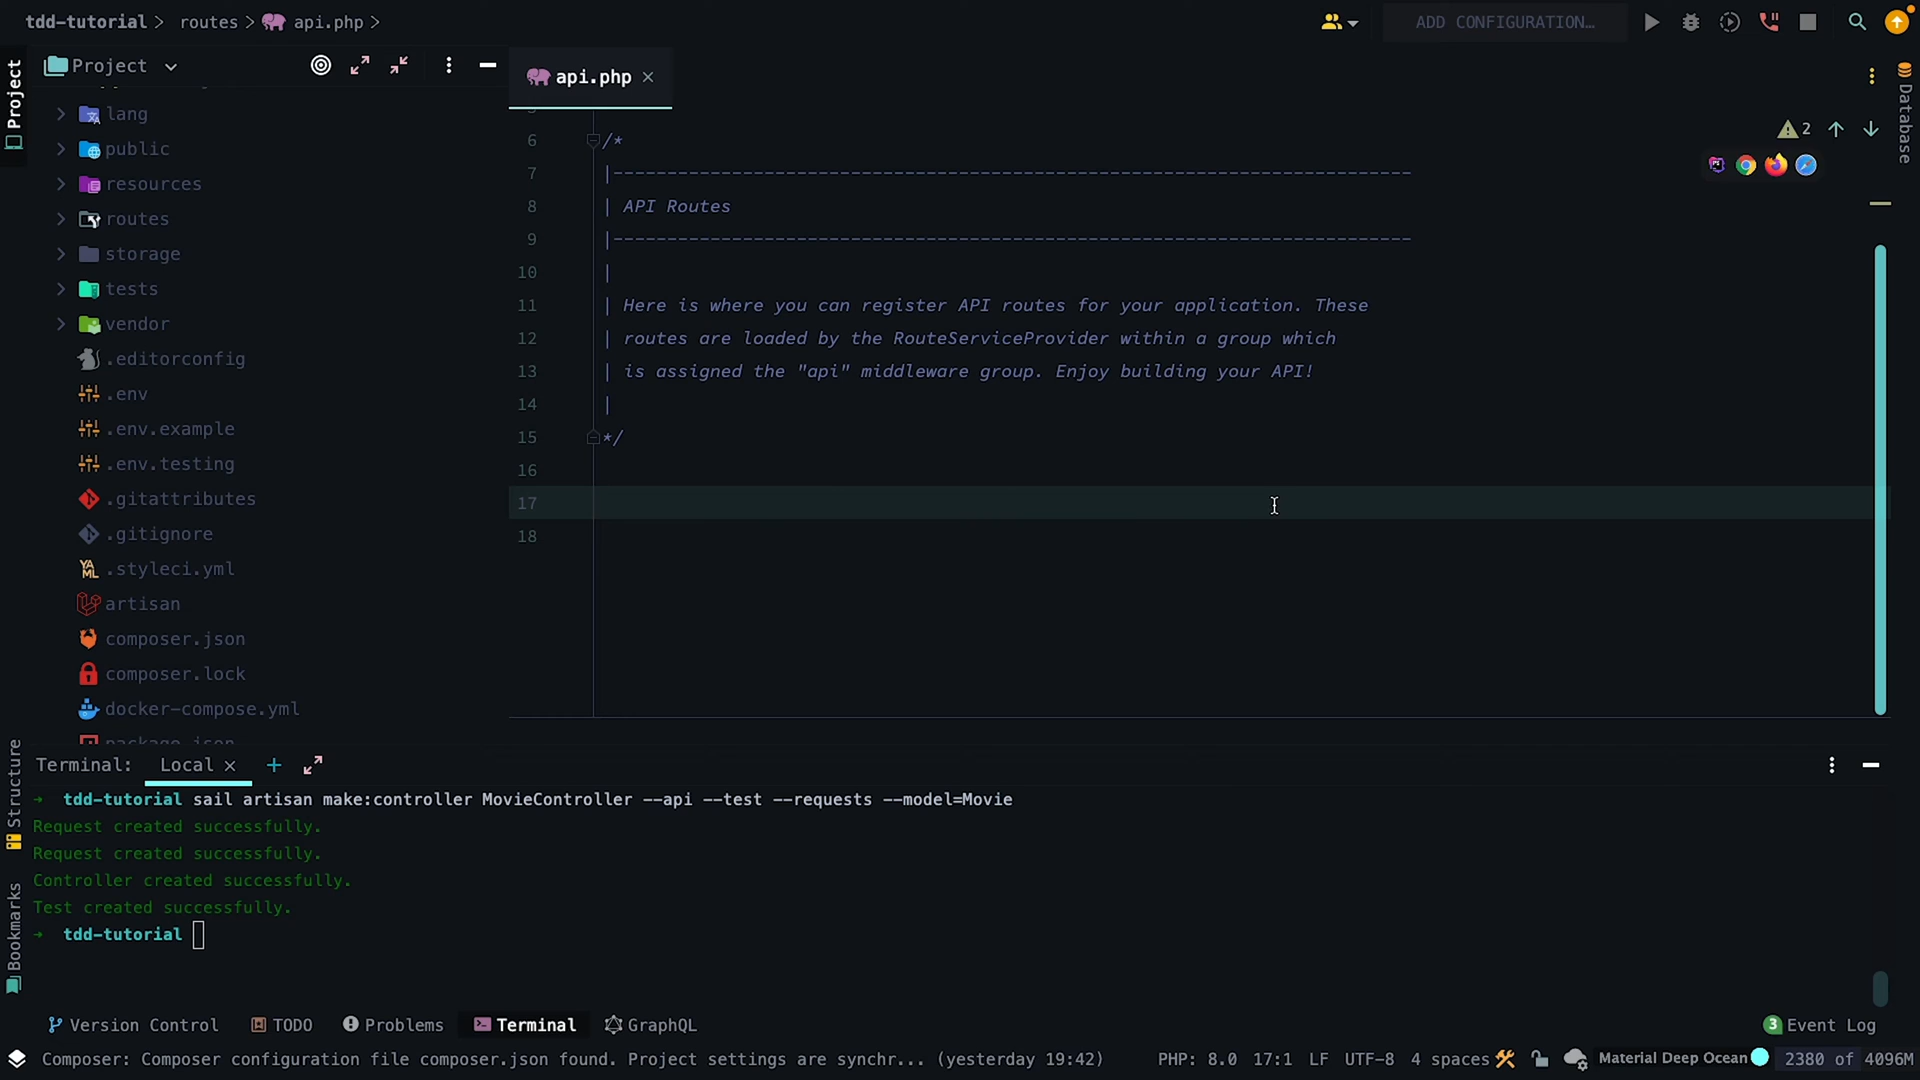 tdd-tutorial > routes > api.php >
ADD CONFIGURATION...
Project
Project
api.php
Database
lang
public
resources
routes
storage
tests
vendor
.editorconfig
.env
.env.example
.env.testing
.gitattributes
.gitignore
.styleci.yml
artisan
composer.json
composer.lock
docker-compose.yml
package.json
2
6 /*
7 |--------------------------------------------------------------------------
8 | API Routes
9 |--------------------------------------------------------------------------
10 |
11 | Here is where you can register API routes for your application. These
12 | routes are loaded by the RouteServiceProvider within a group which
13 | is assigned the "api" middleware group. Enjoy building your API!
14 |
15 */
16
17
18
Structure
Bookmarks
Terminal: Local
→ tdd-tutorial sail artisan make:controller MovieController --api --test --requests --model=Movie
Request created successfully.
Request created successfully.
Controller created successfully.
Test created successfully.
→ tdd-tutorial
Version Control TODO Problems Terminal GraphQL 3 Event Log
Composer: Composer configuration file composer.json found. Project settings are synchr... (yesterday 19:42) PHP: 8.0 17:1 LF UTF-8 4 spaces Material Deep Ocean 2380 of 4096M